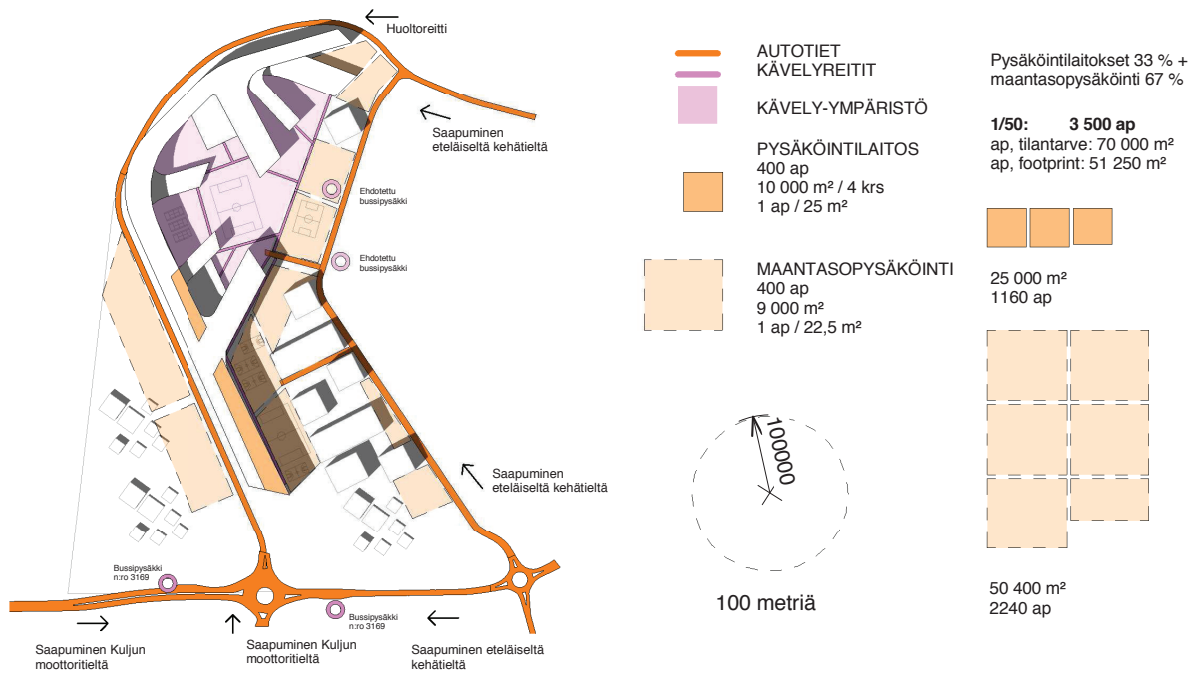 Huoltoreitti
Saapuminen
eteläiseltä kehätieltä
Ehdotettu
bussipysäkki
Ehdotettu
bussipysäkki
Saapuminen
eteläiseltä kehätieltä
Bussipysäkki
n:ro 3169
Bussipysäkki
n:ro 3169
Saapuminen Kuljun
moottoritieltä
Saapuminen Kuljun
moottoritieltä
Saapuminen eteläiseltä
kehätieltä
AUTOTIET
KÄVELYREITIT
KÄVELY-YMPÄRISTÖ
PYSÄKÖINTILAITOS
400 ap
10 000 m² / 4 krs
1 ap / 25 m²
MAANTASOPYSÄKÖINTI
400 ap
9 000 m²
1 ap / 22,5 m²
100000
100 metriä
Pysäköintilaitokset 33 % +
maantasopysäköinti 67 %
1/50: 3 500 ap
ap, tilantarve: 70 000 m²
ap, footprint: 51 250 m²
25 000 m²
1160 ap
50 400 m²
2240 ap